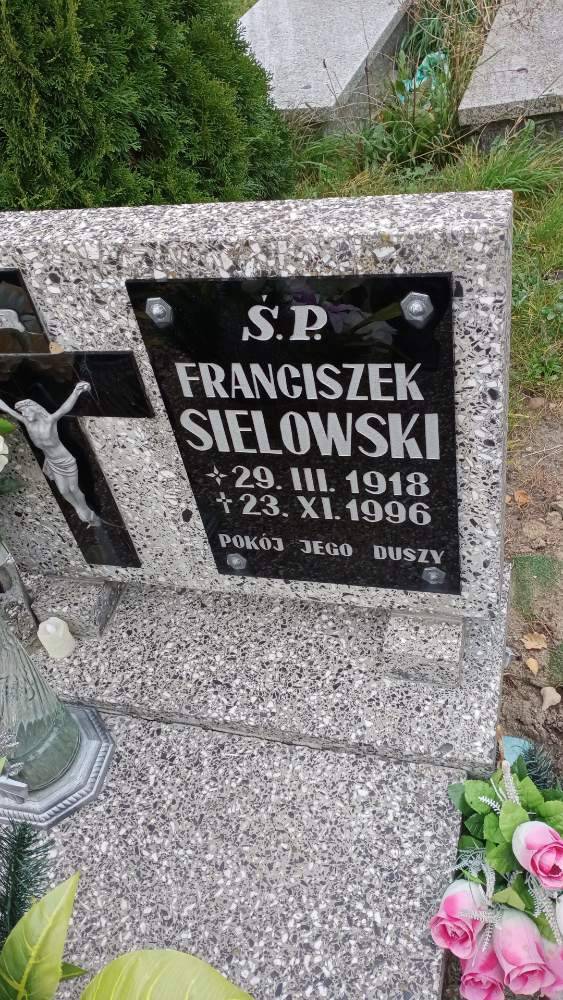 Ś.P.
FRANCISZEK
SIELOWSKI
✧ 29. III. 1918
† 23. XI. 1996
POKÓJ JEGO DUSZY